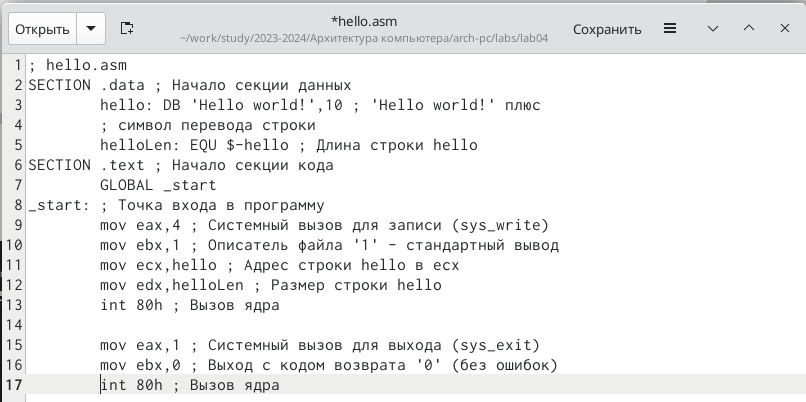 Открыть
*hello.asm
~/work/study/2023-2024/Архитектура компьютера/arch-pc/labs/lab04
Сохранить
1 ; hello.asm
2 SECTION .data ; Начало секции данных
3 hello: DB 'Hello world!',10 ; 'Hello world!' плюс
4 ; символ перевода строки
5 helloLen: EQU $-hello ; Длина строки hello
6 SECTION .text ; Начало секции кода
7 GLOBAL _start
8 _start: ; Точка входа в программу
9 mov eax,4 ; Системный вызов для записи (sys_write)
10 mov ebx,1 ; Описатель файла '1' - стандартный вывод
11 mov ecx,hello ; Адрес строки hello в ecx
12 mov edx,helloLen ; Размер строки hello
13 int 80h ; Вызов ядра
14
15 mov eax,1 ; Системный вызов для выхода (sys_exit)
16 mov ebx,0 ; Выход с кодом возврата '0' (без ошибок)
17 int 80h ; Вызов ядра